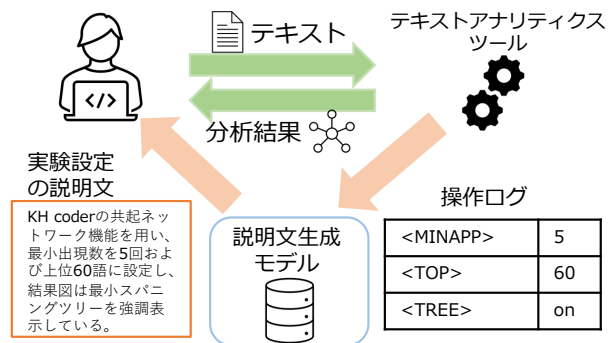 テキスト
テキストアナリティクス
ツール
</>
分析結果
実験設定
の説明文
KH coderの共起ネッ
トワーク機能を用い、
最小出現数を5回およ
び上位60語に設定し、
結果図は最小スパニ
ングツリーを強調表
示している。
説明文生成
モデル
操作ログ
<MINAPP> 5
<TOP> 60
<TREE> on